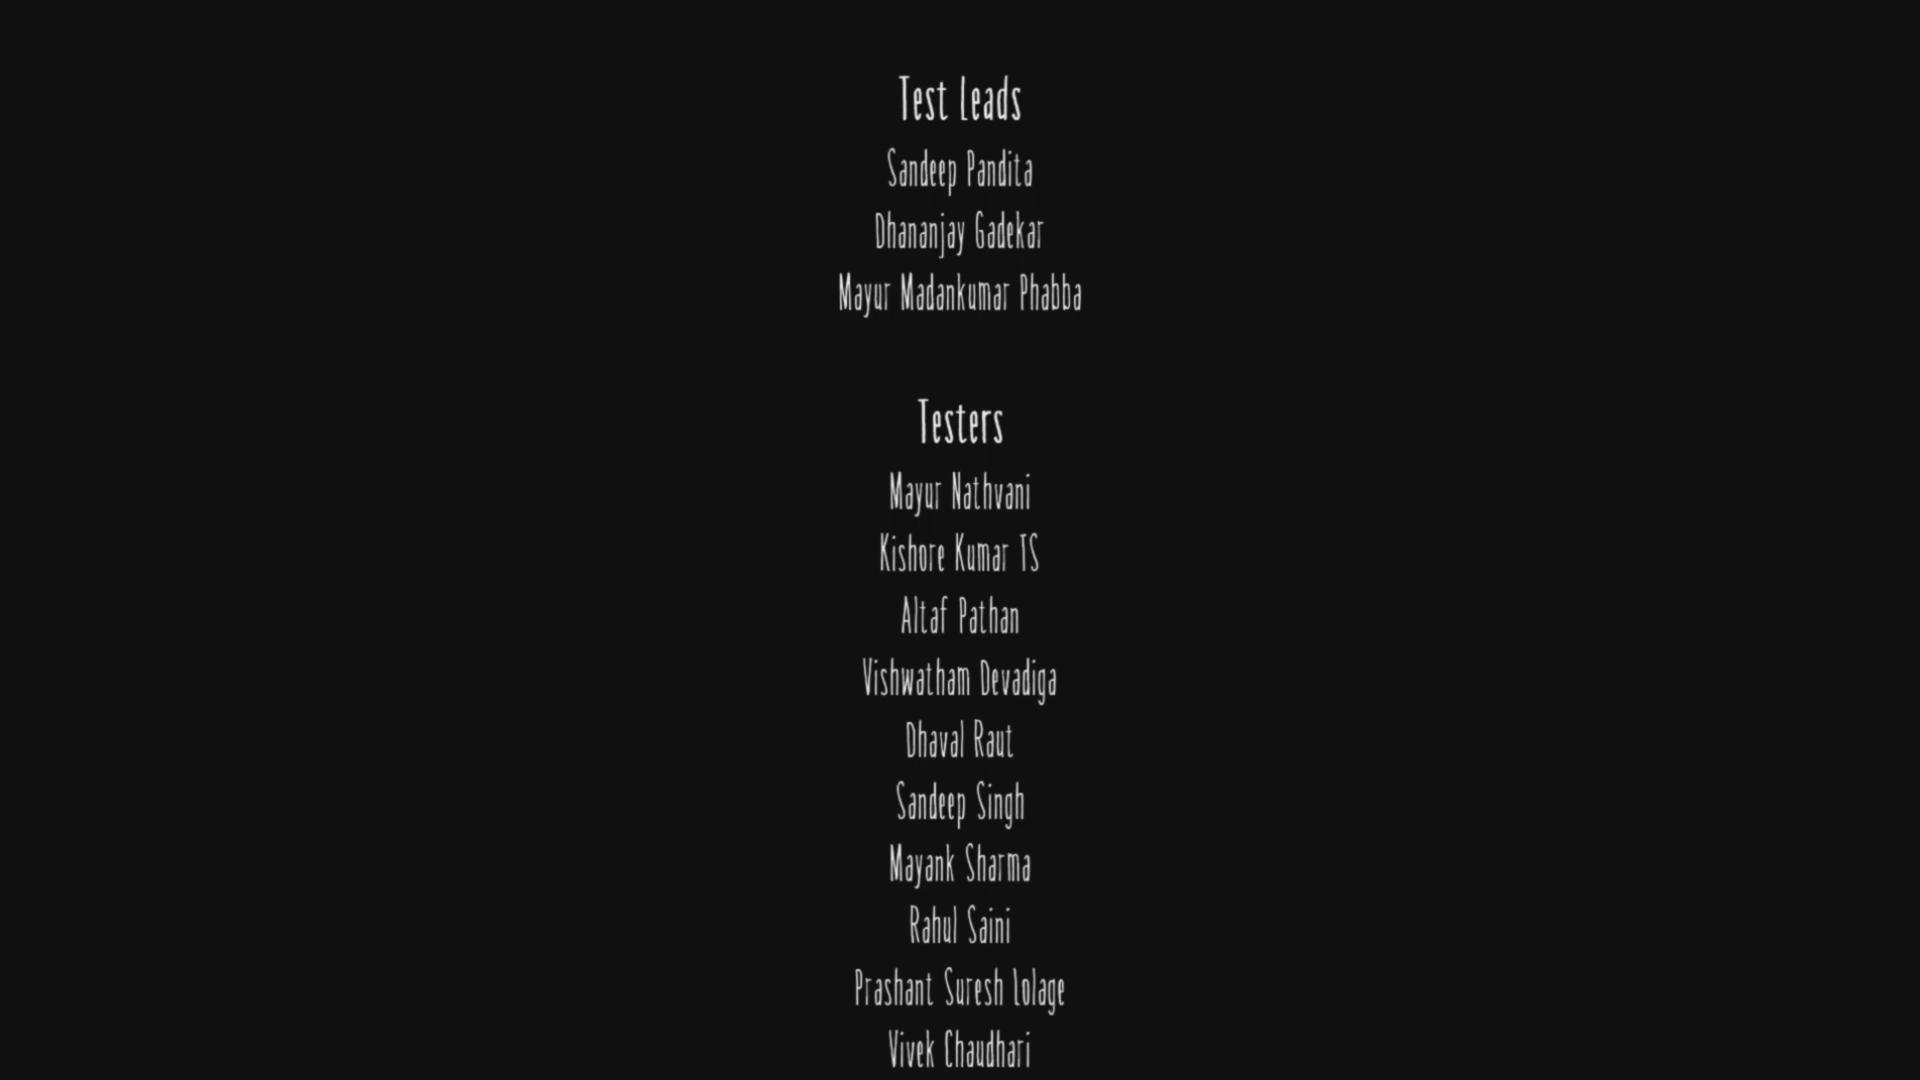 Test Leads
Sandeep Pandita
Dhananjay Gadekar
Mayur Madankumar Phabba
Testers
Mayur Nathvani
Kishore Kumar TS
Altaf Pathan
Vishwatham Devadiga
Dhaval Raut
Sandeep Singh
Mayank Sharma
Rahul Saini
Prashant Suresh Lolage
Vivek Chaudhari